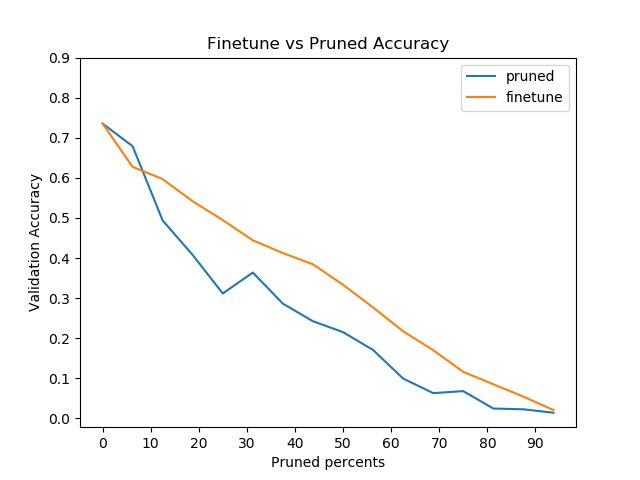 Finetune vs Pruned Accuracy
pruned
finetune
Validation Accuracy
0.9
0.8
0.7
0.6
0.5
0.4
0.3
0.2
0.1
0.0
0 10 20 30 40 50 60 70 80 90
Pruned percents